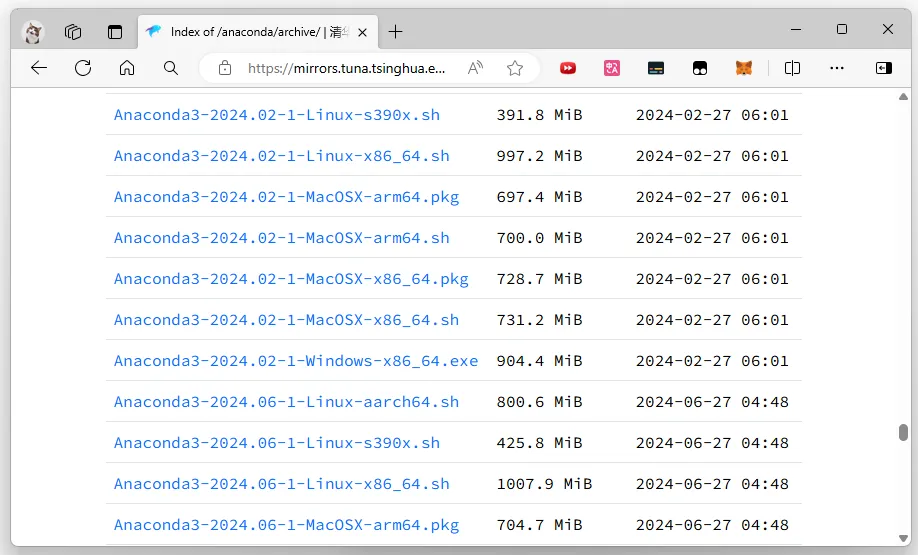 Index of /anaconda/archive/ | 清华
https://mirrors.tuna.tsinghua.e...
Anaconda3-2024.02-1-Linux-s390x.sh 391.8 MiB 2024-02-27 06:01
Anaconda3-2024.02-1-Linux-x86_64.sh 997.2 MiB 2024-02-27 06:01
Anaconda3-2024.02-1-MacOSX-arm64.pkg 697.4 MiB 2024-02-27 06:01
Anaconda3-2024.02-1-MacOSX-arm64.sh 700.0 MiB 2024-02-27 06:01
Anaconda3-2024.02-1-MacOSX-x86_64.pkg 728.7 MiB 2024-02-27 06:01
Anaconda3-2024.02-1-MacOSX-x86_64.sh 731.2 MiB 2024-02-27 06:01
Anaconda3-2024.02-1-Windows-x86_64.exe 904.4 MiB 2024-02-27 06:01
Anaconda3-2024.06-1-Linux-aarch64.sh 800.6 MiB 2024-06-27 04:48
Anaconda3-2024.06-1-Linux-s390x.sh 425.8 MiB 2024-06-27 04:48
Anaconda3-2024.06-1-Linux-x86_64.sh 1007.9 MiB 2024-06-27 04:48
Anaconda3-2024.06-1-MacOSX-arm64.pkg 704.7 MiB 2024-06-27 04:48